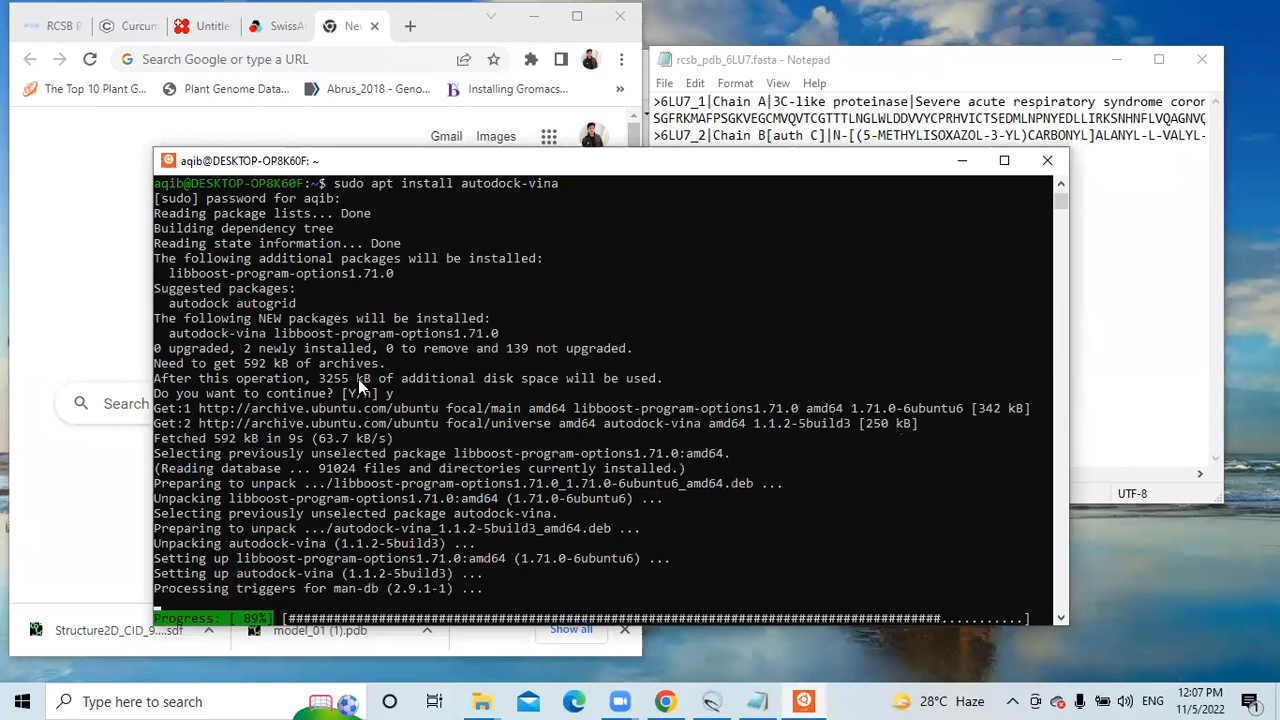 RCSB P
Curcum
Untitle
SwissA
New
Search Google or type a URL
The Top 10 Plant G...
Plant Genome Data...
Abrus_2018 - Geno...
Installing Gromacs...
Gmail
Images
Search
rcsb_pdb_6LU7.fasta - Notepad
File Edit Format View Help
>6LU7_1|Chain A|3C-like proteinase|Severe acute respiratory syndrome coron
SGFRKMAFPSGKVEGCMVQVTCGTTTLNGLWLDDVVYCPRHVICTSEDMLNPNYEDLLIRKSNHNFLVQAGNVQ
>6LU7_2|Chain B[auth C]|N-[(5-METHYLISOXAZOL-3-YL)CARBONYL]ALANYL-L-VALYL-
UTF-8
aqib@DESKTOP-OP8K60F: ~
aqib@DESKTOP-OP8K60F:~$ sudo apt install autodock-vina
[sudo] password for aqib:
Reading package lists... Done
Building dependency tree
Reading state information... Done
The following additional packages will be installed:
libboost-program-options1.71.0
Suggested packages:
autodock autogrid
The following NEW packages will be installed:
autodock-vina libboost-program-options1.71.0
0 upgraded, 2 newly installed, 0 to remove and 139 not upgraded.
Need to get 592 kB of archives.
After this operation, 3255 kB of additional disk space will be used.
Do you want to continue? [Y/n] y
Get:1 http://archive.ubuntu.com/ubuntu focal/main amd64 libboost-program-options1.71.0 amd64 1.71.0-6ubuntu6 [342 kB]
Get:2 http://archive.ubuntu.com/ubuntu focal/universe amd64 autodock-vina amd64 1.1.2-5build3 [250 kB]
Fetched 592 kB in 9s (63.7 kB/s)
Selecting previously unselected package libboost-program-options1.71.0:amd64.
(Reading database ... 91024 files and directories currently installed.)
Preparing to unpack .../libboost-program-options1.71.0_1.71.0-6ubuntu6_amd64.deb ...
Unpacking libboost-program-options1.71.0:amd64 (1.71.0-6ubuntu6) ...
Selecting previously unselected package autodock-vina.
Preparing to unpack .../autodock-vina_1.1.2-5build3_amd64.deb ...
Unpacking autodock-vina (1.1.2-5build3) ...
Setting up libboost-program-options1.71.0:amd64 (1.71.0-6ubuntu6) ...
Setting up autodock-vina (1.1.2-5build3) ...
Processing triggers for man-db (2.9.1-1) ...
Progress: [ 89%] [#######################################################################################...........]
Structure2D_CID_9....sdf
model_01 (1).pdb
Show all
Type here to search
28°C Haze
ENG
12:07 PM
11/5/2022
1